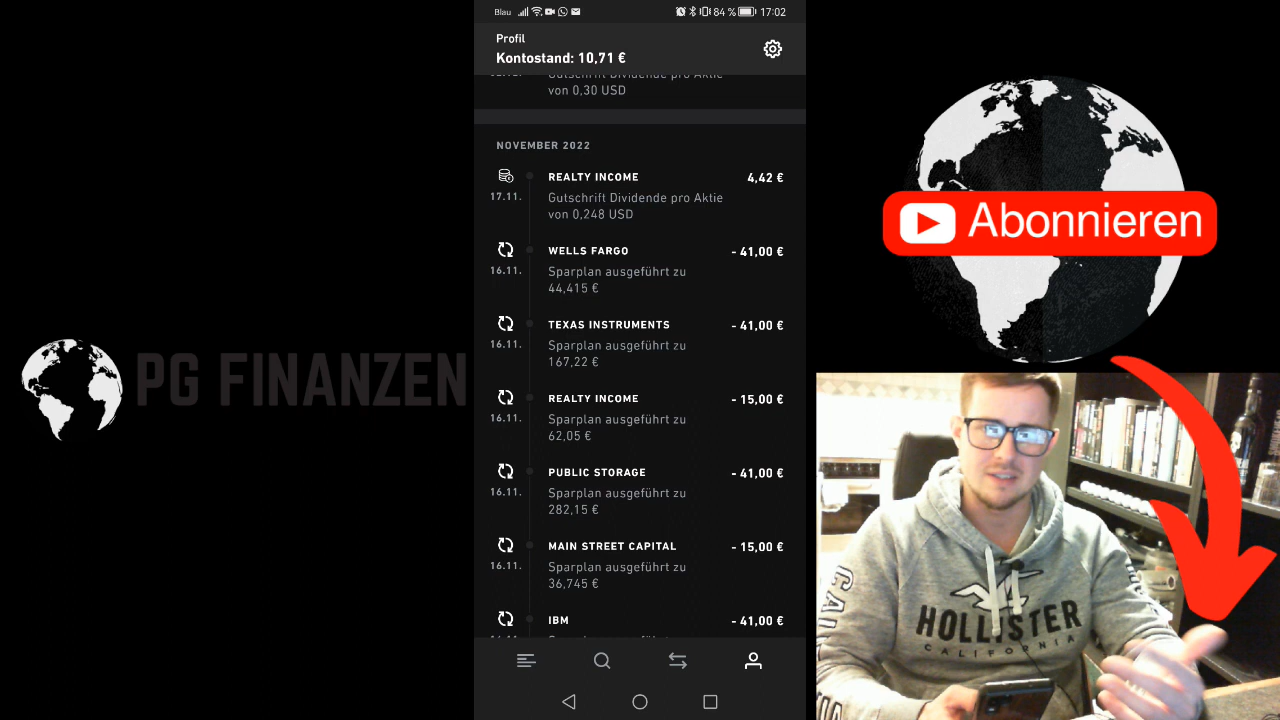 PG FINANZEN
Blau
84 %
17:02
Profil
Kontostand: 10,71 €
Gutschrift Dividende pro Aktie
von 0,30 USD
NOVEMBER 2022
REALTY INCOME 4,42 €
17.11. Gutschrift Dividende pro Aktie
von 0,248 USD
WELLS FARGO - 41,00 €
16.11. Sparplan ausgeführt zu
44,415 €
TEXAS INSTRUMENTS - 41,00 €
16.11. Sparplan ausgeführt zu
167,22 €
REALTY INCOME - 15,00 €
16.11. Sparplan ausgeführt zu
62,05 €
PUBLIC STORAGE - 41,00 €
16.11. Sparplan ausgeführt zu
282,15 €
MAIN STREET CAPITAL - 15,00 €
16.11. Sparplan ausgeführt zu
36,745 €
IBM - 41,00 €
Abonnieren
HOLLISTER
CALIFORNIA